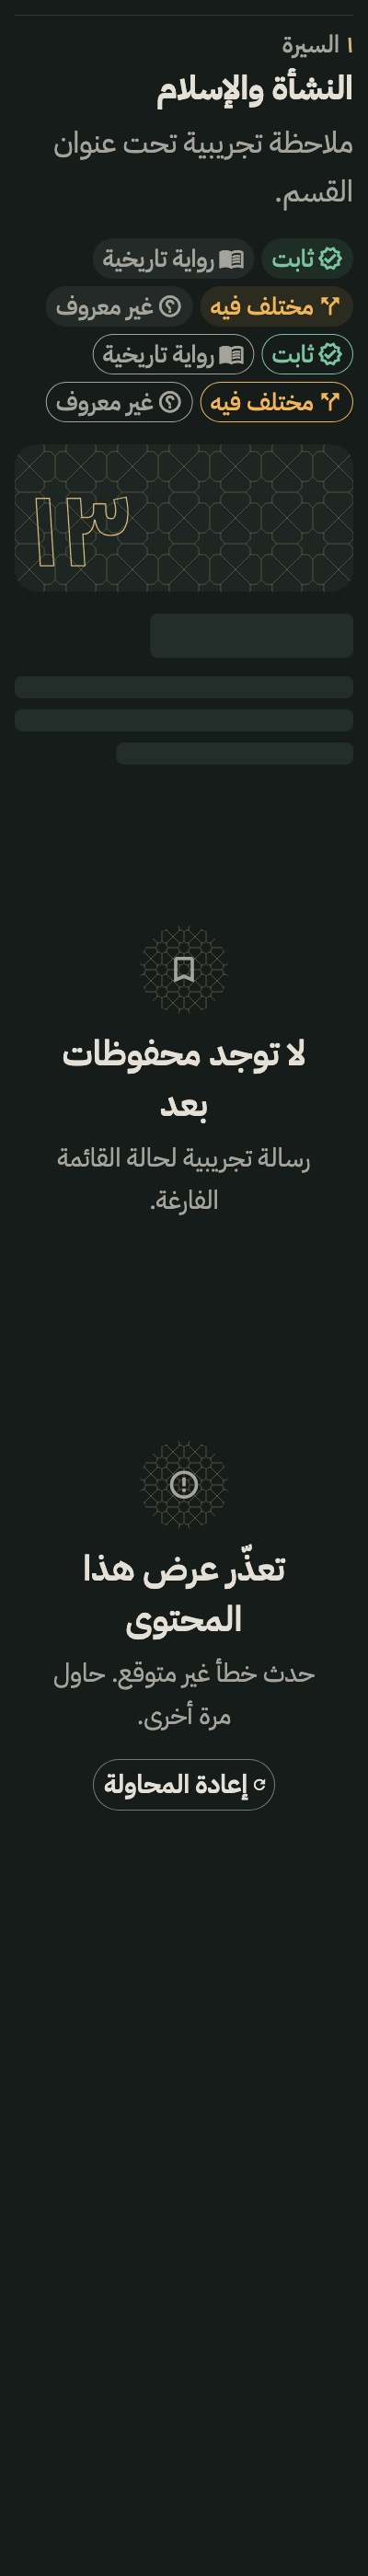 ١ السيرة
النشأة والإسلام
ملاحظة تجريبية تحت عنوان
القسم.
ثابت رواية تاريخية
مختلف فيه غير معروف
ثابت رواية تاريخية
مختلف فيه غير معروف
١٣
لا توجد محفوظات
بعد
رسالة تجريبية لحالة القائمة
الفارغة.
تعذّر عرض هذا
المحتوى
حدث خطأ غير متوقع. حاول
مرة أخرى.
إعادة المحاولة